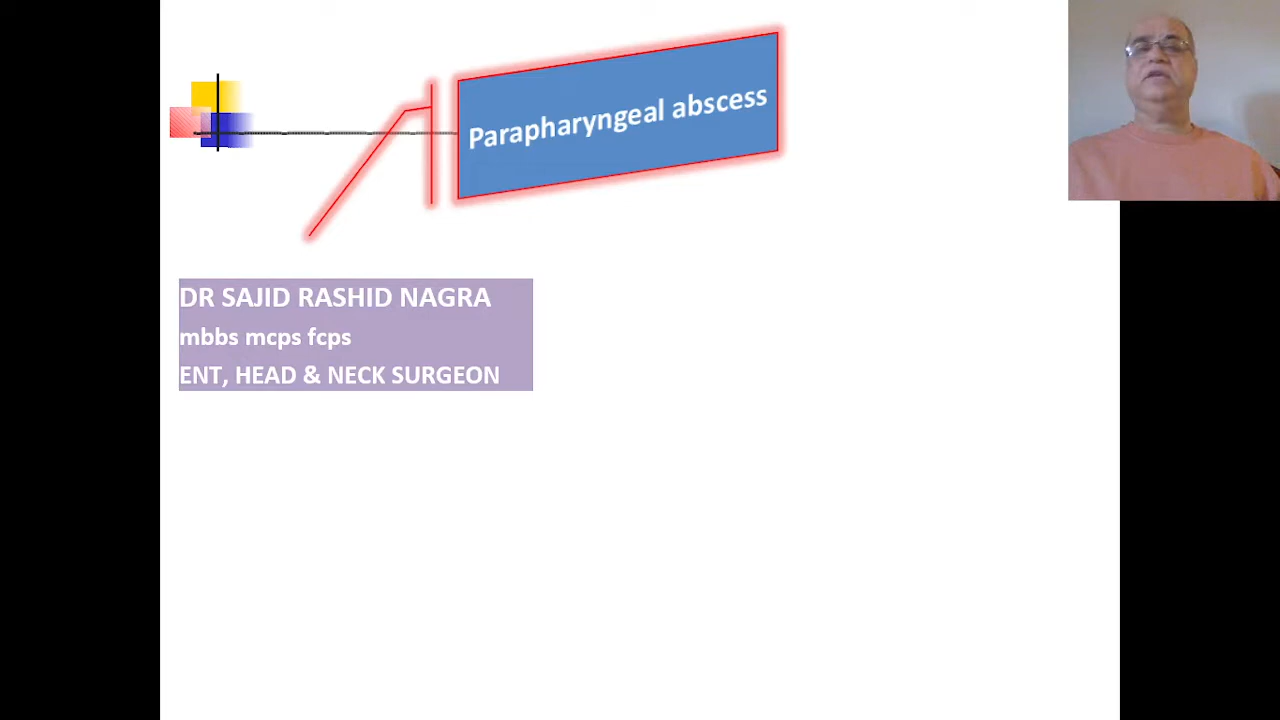 Parapharyngeal abscess
DR SAJID RASHID NAGRA
mbbs mcps fcps
ENT, HEAD & NECK SURGEON